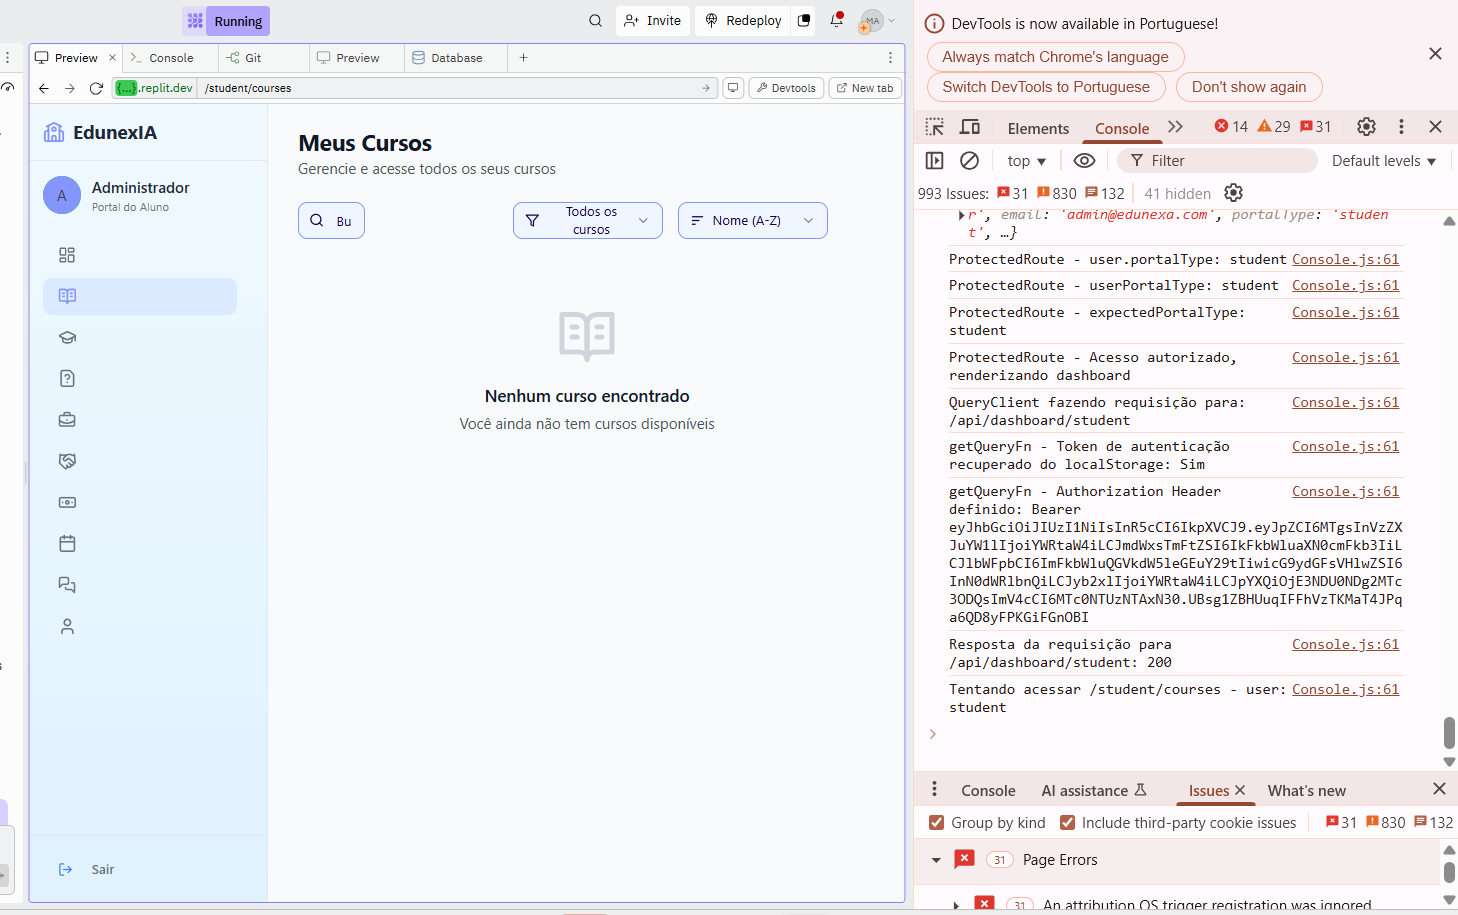 Running
Invite
Redeploy
MA
Preview
Console
Git
Preview
Database
{...}.replit.dev
/student/courses
Devtools
New tab
EdunexIA
A
Administrador
Portal do Aluno
Sair
Meus Cursos
Gerencie e acesse todos os seus cursos
Bu
Todos os
cursos
Nome (A-Z)
Nenhum curso encontrado
Você ainda não tem cursos disponíveis
DevTools is now available in Portuguese!
Always match Chrome's language
Switch DevTools to Portuguese
Don't show again
Elements
Console
14
29
31
top
Filter
Default levels
993 Issues:
31
830
132
41 hidden
r', email: 'admin@edunexa.com', portalType: 'studen
t', …}
ProtectedRoute - user.portalType: student Console.js:61
ProtectedRoute - userPortalType: student Console.js:61
ProtectedRoute - expectedPortalType: Console.js:61
student
ProtectedRoute - Acesso autorizado, Console.js:61
renderizando dashboard
QueryClient fazendo requisição para: Console.js:61
/api/dashboard/student
getQueryFn - Token de autenticação Console.js:61
recuperado do localStorage: Sim
getQueryFn - Authorization Header Console.js:61
definido: Bearer
eyJhbGciOiJIUzI1NiIsInR5cCI6IkpXVCJ9.eyJpZCI6MTgsInVzZX
JuYW1lIjoiYWRtaW4iLCJmdWxsTmFtZSI6IkFkbWluaXN0cmFkb3IiL
CJlbWFpbCI6ImFkbWluQGVkdW5leGEuY29tIiwicG9ydGFsVHlwZSI6
InN0dWRlbnQiLCJyb2xlIjoiYWRtaW4iLCJpYXQiOjE3NDU0NDg2MTc
3ODQsImV4cCI6MTc0NTUzNTAxN30.UBsg1ZBHUuqIFFhVzTKMaT4JPq
a6QD8yFPKGiFGnOBI
Resposta da requisição para Console.js:61
/api/dashboard/student: 200
Tentando acessar /student/courses - user: Console.js:61
student
Console
AI assistance
Issues
What's new
Group by kind
Include third-party cookie issues
31
830
132
31
Page Errors
31
An attribution OS trigger registration was ignored